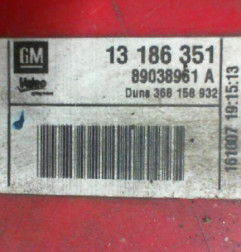 GM
13 186 351
Valeo
89038961 A
Duns 368 158 932
161007 19:15:13